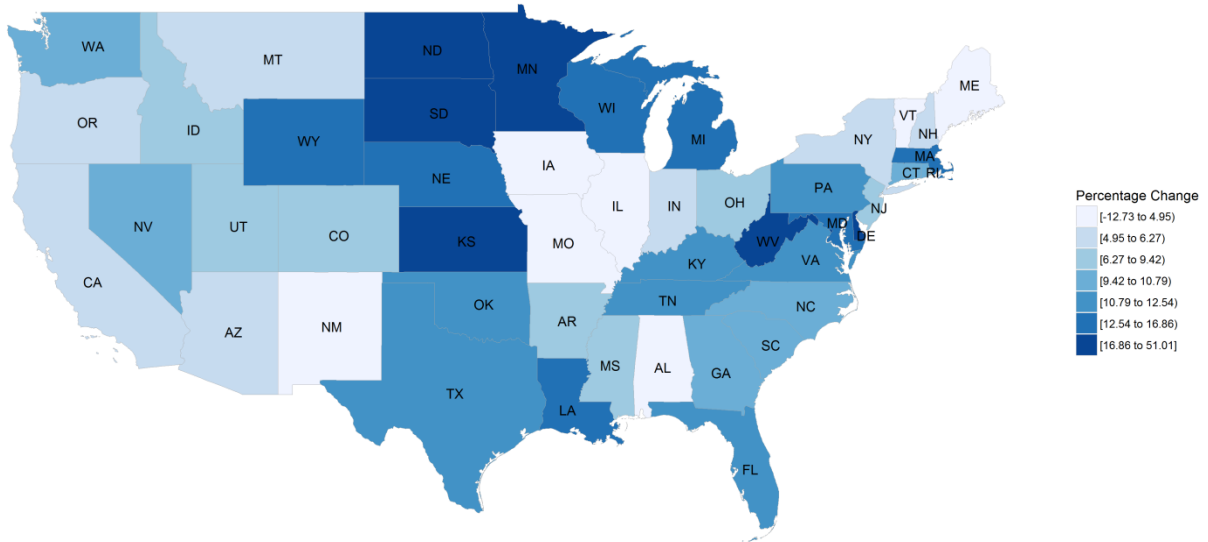 WA
MT
ND
MN
ME
OR
ID
WY
SD
WI
MI
NY
VT
NH
MA
CT
RI
NV
UT
CO
NE
IA
IL
IN
OH
PA
NJ
MD
DE
CA
AZ
NM
KS
MO
KY
WV
VA
OK
AR
TN
NC
SC
TX
LA
MS
AL
GA
FL
Percentage Change
[-12.73 to 4.95)
[4.95 to 6.27)
[6.27 to 9.42)
[9.42 to 10.79)
[10.79 to 12.54)
[12.54 to 16.86)
[16.86 to 51.01]